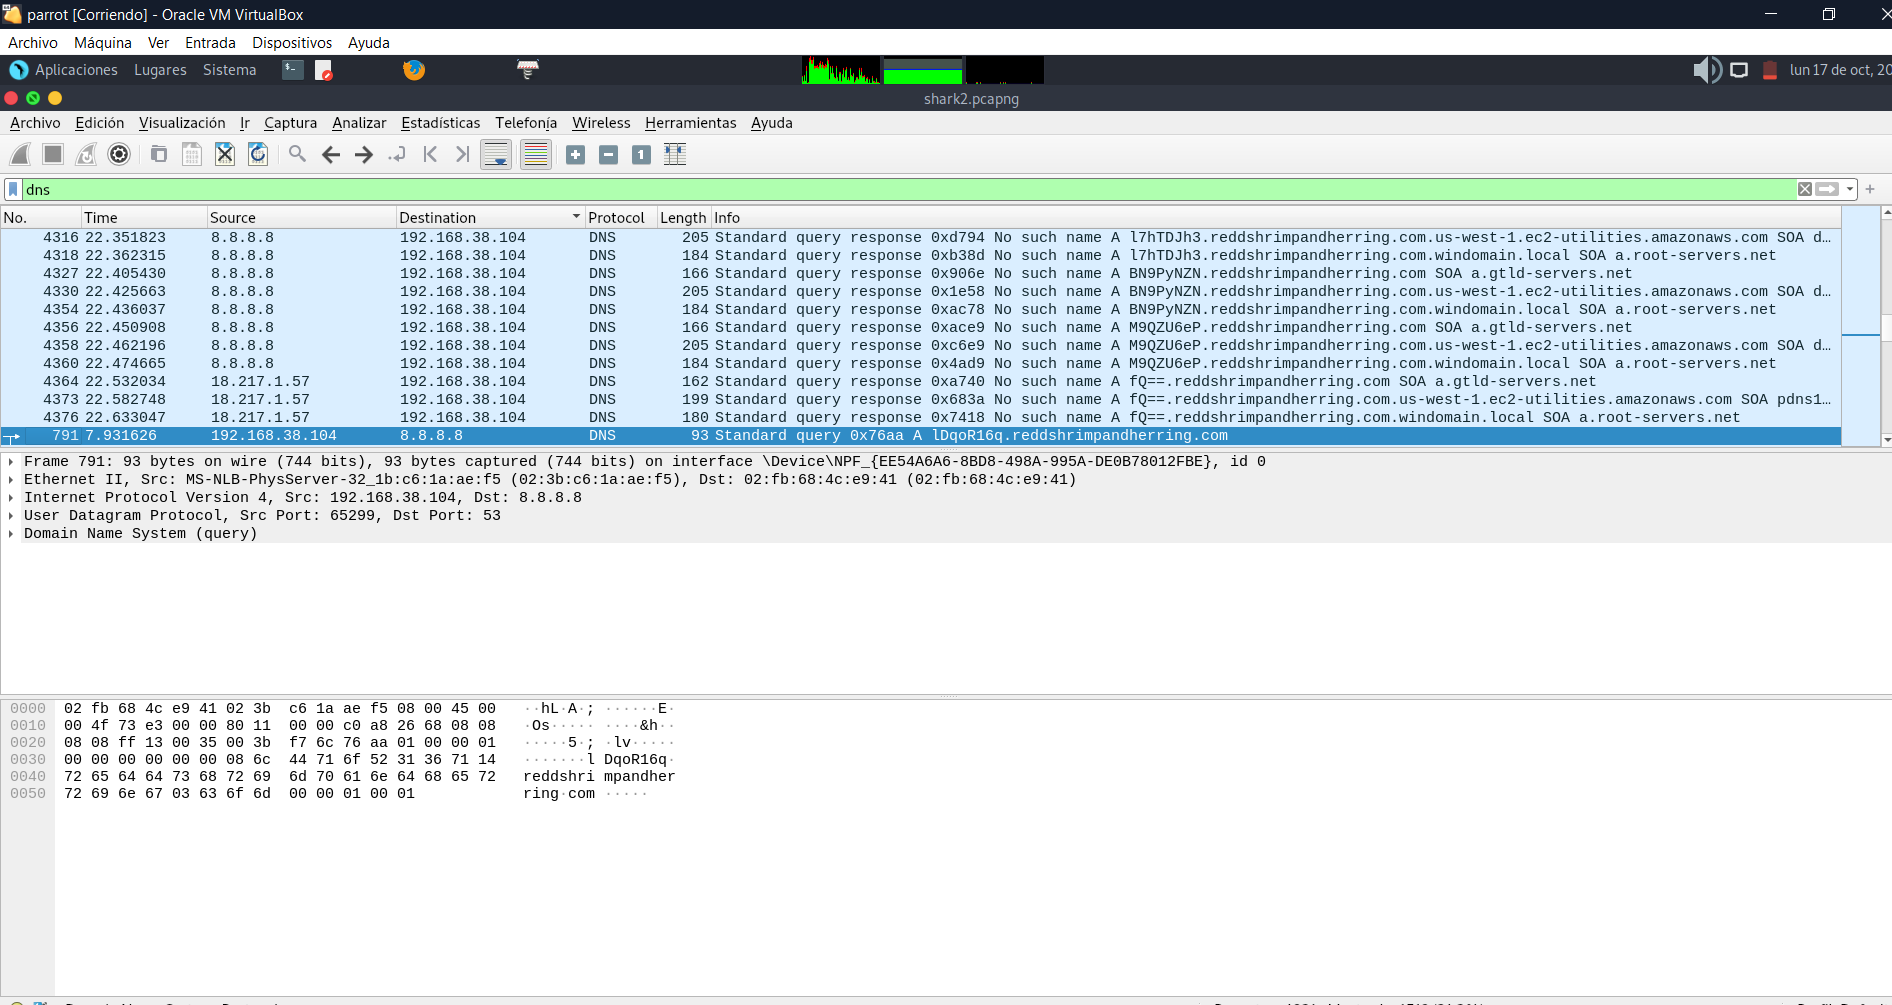 parrot [Corriendo] - Oracle VM VirtualBox
Archivo Máquina Ver Entrada Dispositivos Ayuda
Aplicaciones Lugares Sistema lun 17 de oct, 20
shark2.pcapng
Archivo Edición Visualización Ir Captura Analizar Estadísticas Telefonía Wireless Herramientas Ayuda
dns
No. Time Source Destination Protocol Length Info
4316 22.351823 8.8.8.8 192.168.38.104 DNS 205 Standard query response 0xd794 No such name A l7hTDJh3.reddshrimpandherring.com.us-west-1.ec2-utilities.amazonaws.com SOA d…
4318 22.362315 8.8.8.8 192.168.38.104 DNS 184 Standard query response 0xb38d No such name A l7hTDJh3.reddshrimpandherring.com.windomain.local SOA a.root-servers.net
4327 22.405430 8.8.8.8 192.168.38.104 DNS 166 Standard query response 0x906e No such name A BN9PyNZN.reddshrimpandherring.com SOA a.gtld-servers.net
4330 22.425663 8.8.8.8 192.168.38.104 DNS 205 Standard query response 0x1e58 No such name A BN9PyNZN.reddshrimpandherring.com.us-west-1.ec2-utilities.amazonaws.com SOA d…
4354 22.436037 8.8.8.8 192.168.38.104 DNS 184 Standard query response 0xac78 No such name A BN9PyNZN.reddshrimpandherring.com.windomain.local SOA a.root-servers.net
4356 22.450908 8.8.8.8 192.168.38.104 DNS 166 Standard query response 0xace9 No such name A M9QZU6eP.reddshrimpandherring.com SOA a.gtld-servers.net
4358 22.462196 8.8.8.8 192.168.38.104 DNS 205 Standard query response 0xc6e9 No such name A M9QZU6eP.reddshrimpandherring.com.us-west-1.ec2-utilities.amazonaws.com SOA d…
4360 22.474665 8.8.8.8 192.168.38.104 DNS 184 Standard query response 0x4ad9 No such name A M9QZU6eP.reddshrimpandherring.com.windomain.local SOA a.root-servers.net
4364 22.532034 18.217.1.57 192.168.38.104 DNS 162 Standard query response 0xa740 No such name A fQ==.reddshrimpandherring.com SOA a.gtld-servers.net
4373 22.582748 18.217.1.57 192.168.38.104 DNS 199 Standard query response 0x683a No such name A fQ==.reddshrimpandherring.com.us-west-1.ec2-utilities.amazonaws.com SOA pdns1…
4376 22.633047 18.217.1.57 192.168.38.104 DNS 180 Standard query response 0x7418 No such name A fQ==.reddshrimpandherring.com.windomain.local SOA a.root-servers.net
791 7.931626 192.168.38.104 8.8.8.8 DNS 93 Standard query 0x76aa A lDqoR16q.reddshrimpandherring.com
Frame 791: 93 bytes on wire (744 bits), 93 bytes captured (744 bits) on interface \Device\NPF_{EE54A6A6-8BD8-498A-995A-DE0B78012FBE}, id 0
Ethernet II, Src: MS-NLB-PhysServer-32_1b:c6:1a:ae:f5 (02:3b:c6:1a:ae:f5), Dst: 02:fb:68:4c:e9:41 (02:fb:68:4c:e9:41)
Internet Protocol Version 4, Src: 192.168.38.104, Dst: 8.8.8.8
User Datagram Protocol, Src Port: 65299, Dst Port: 53
Domain Name System (query)
0000 02 fb 68 4c e9 41 02 3b c6 1a ae f5 08 00 45 00 ··hL·A·; ······E·
0010 00 4f 73 e3 00 00 80 11 00 00 c0 a8 26 68 08 08 ·Os····· ····&h··
0020 08 08 ff 13 00 35 00 3b f7 6c 76 aa 01 00 00 01 ·····5·; ·lv·····
0030 00 00 00 00 00 00 08 6c 44 71 6f 52 31 36 71 14 ·······l DqoR16q·
0040 72 65 64 64 73 68 72 69 6d 70 61 6e 64 68 65 72 reddshri mpandher
0050 72 69 6e 67 03 63 6f 6d 00 00 01 00 01 ring·com ·····